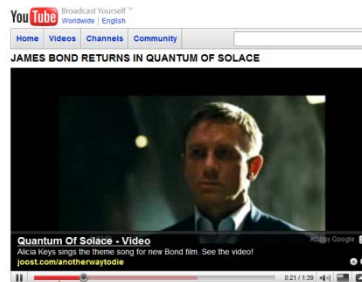 You Tube Broadcast Yourself ™
Worldwide | English
Home Videos Channels Community
JAMES BOND RETURNS IN QUANTUM OF SOLACE
Quantum Of Solace - Video
Ads by Google
Alicia Keys sings the theme song for new Bond film. See the video!
joost.com/anotherwaytodie
0:21 / 1:39